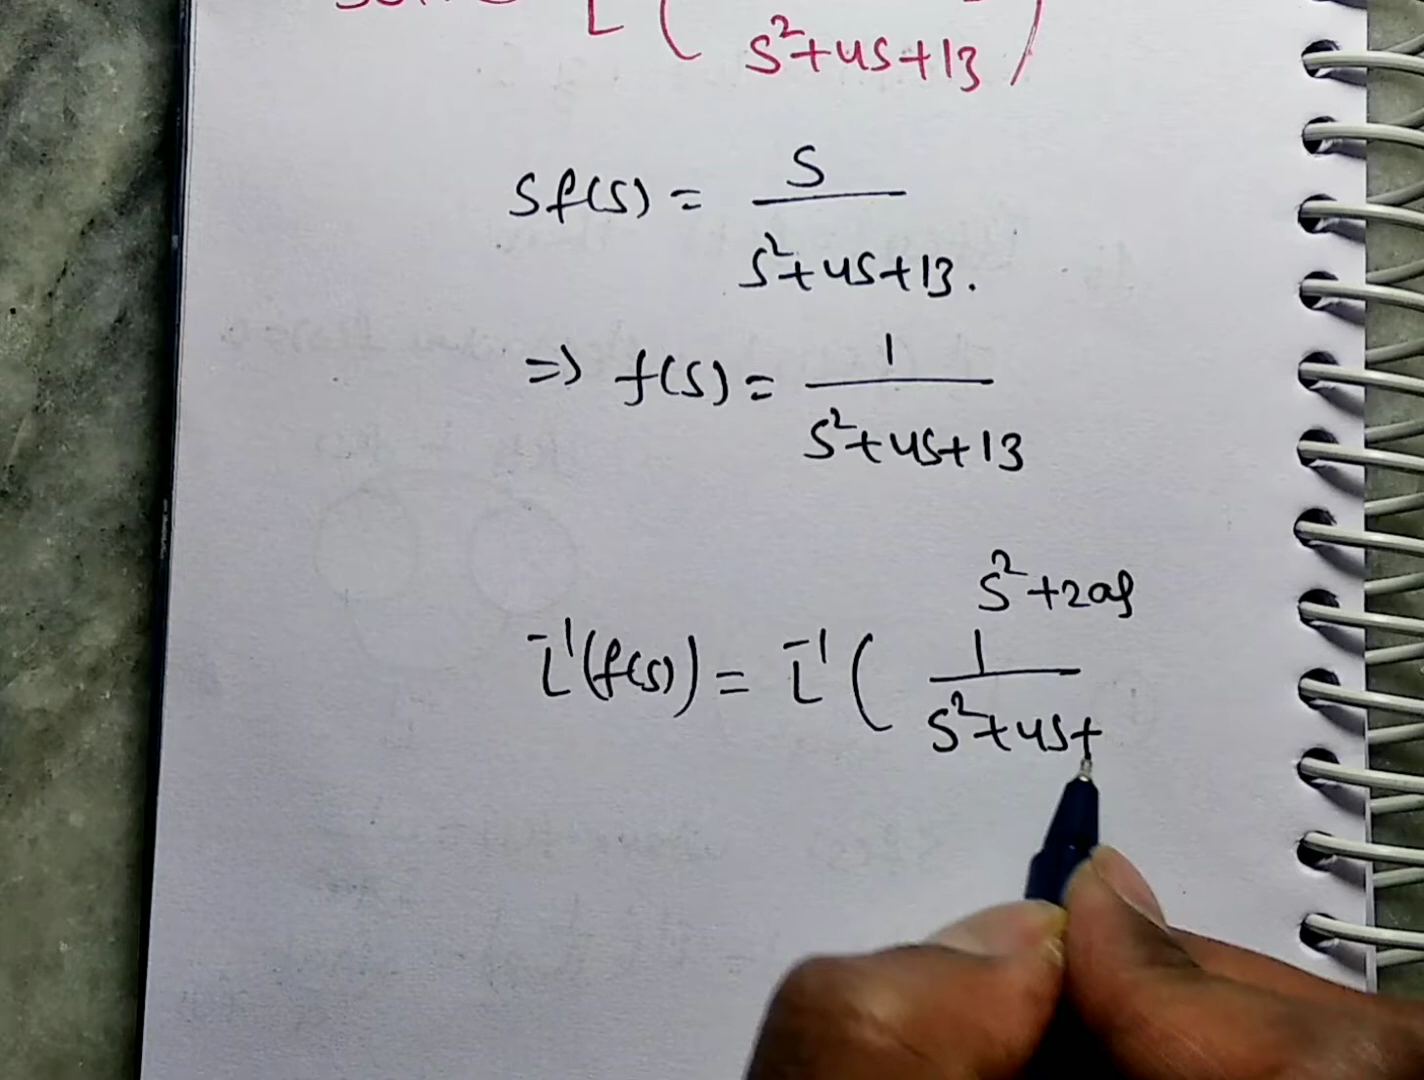 L (
s²+4s+13 )
Sf(s) = s
s²+4s+13.
=> f(s) = 1
s²+4s+13
s²+2as
L⁻¹(f(s)) = L⁻¹ ( 1
s²+4s+